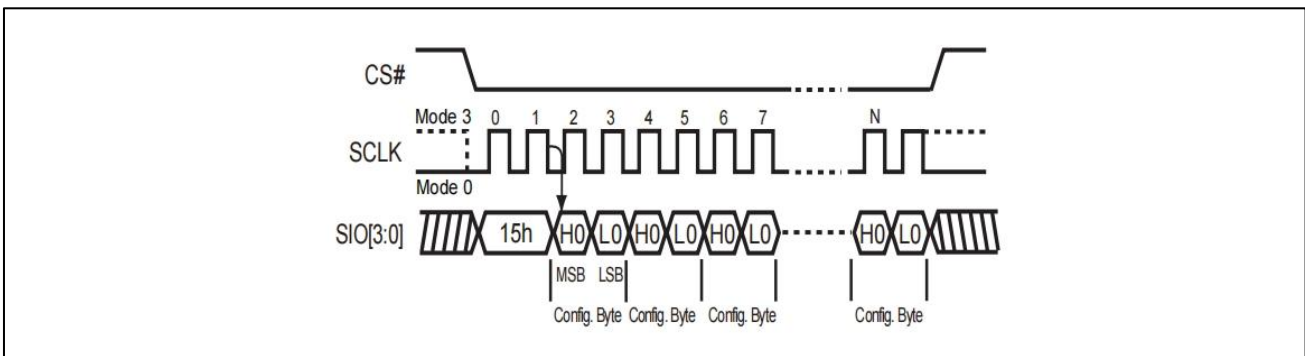 CS#
Mode 3 0 1 2 3 4 5 6 7 N
SCLK
Mode 0
SIO[3:0] 15h H0 L0 H0 L0 H0 L0 H0 L0
MSB LSB
Config. Byte Config. Byte Config. Byte Config. Byte